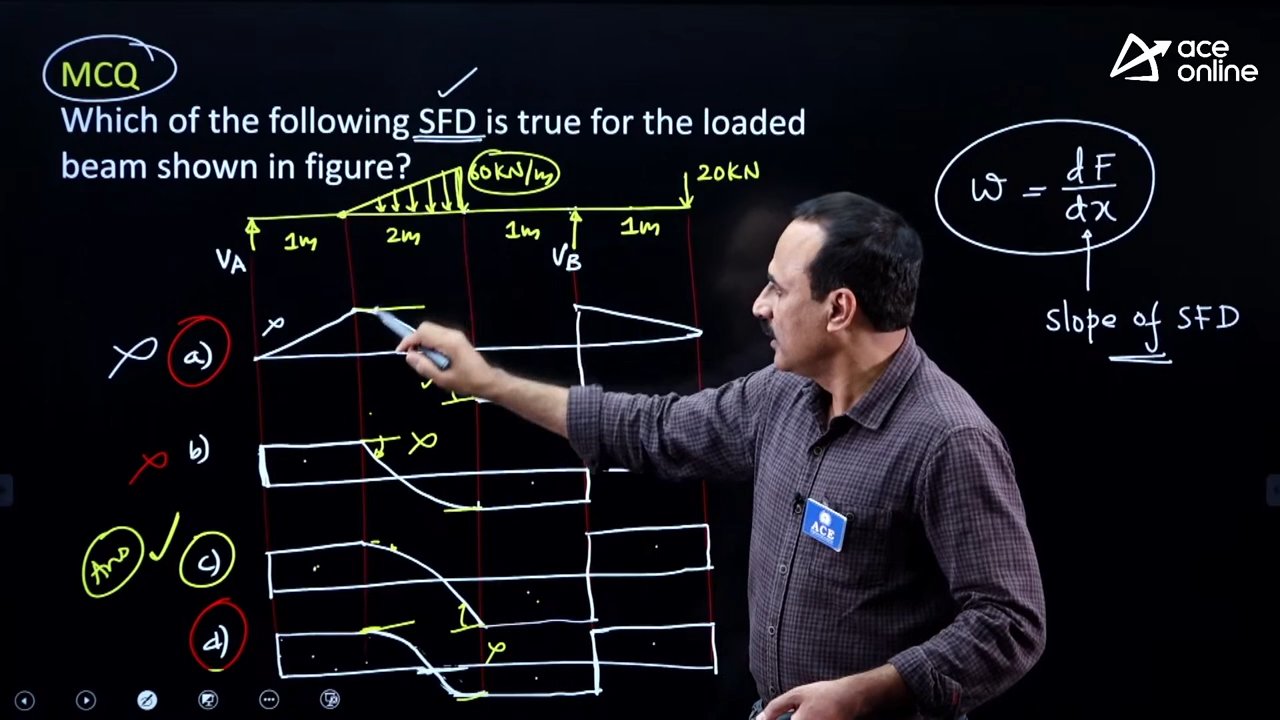 ace
online
MCQ
Which of the following SFD is true for the loaded
beam shown in figure?
60KN/m
20KN
1m
2m
1m
1m
VA
VB
w = dF
dx
slope of SFD
a)
b)
Ans
c)
d)
ACE